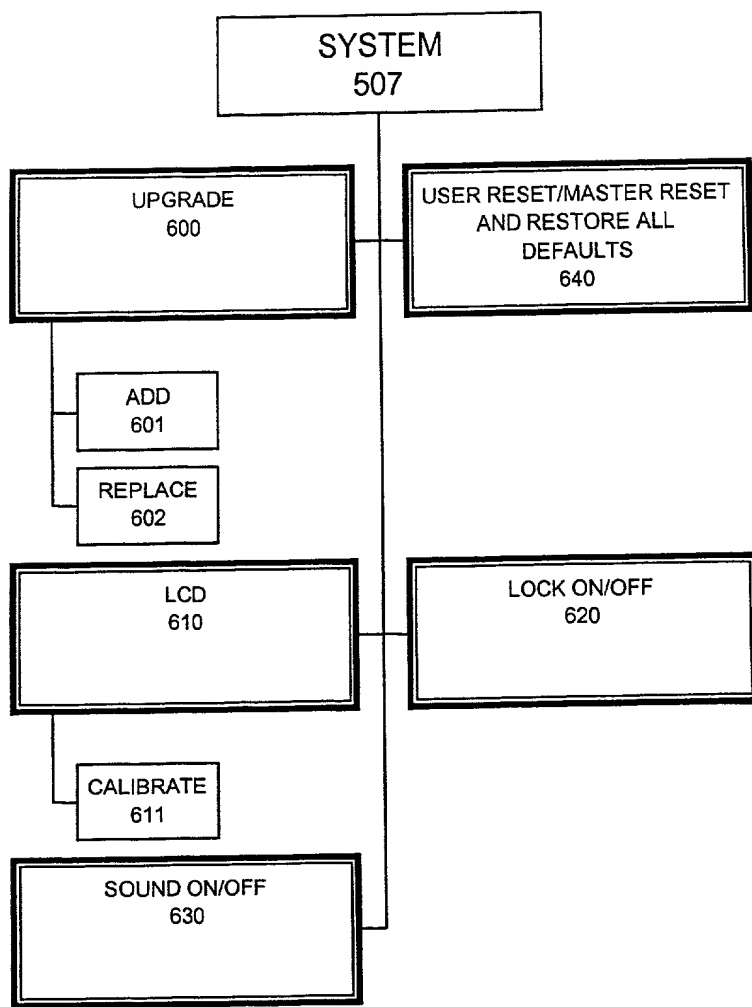 SYSTEM
507
UPGRADE
600
USER RESET/MASTER RESET
AND RESTORE ALL
DEFAULTS
640
ADD
601
REPLACE
602
LCD
610
LOCK ON/OFF
620
CALIBRATE
611
SOUND ON/OFF
630